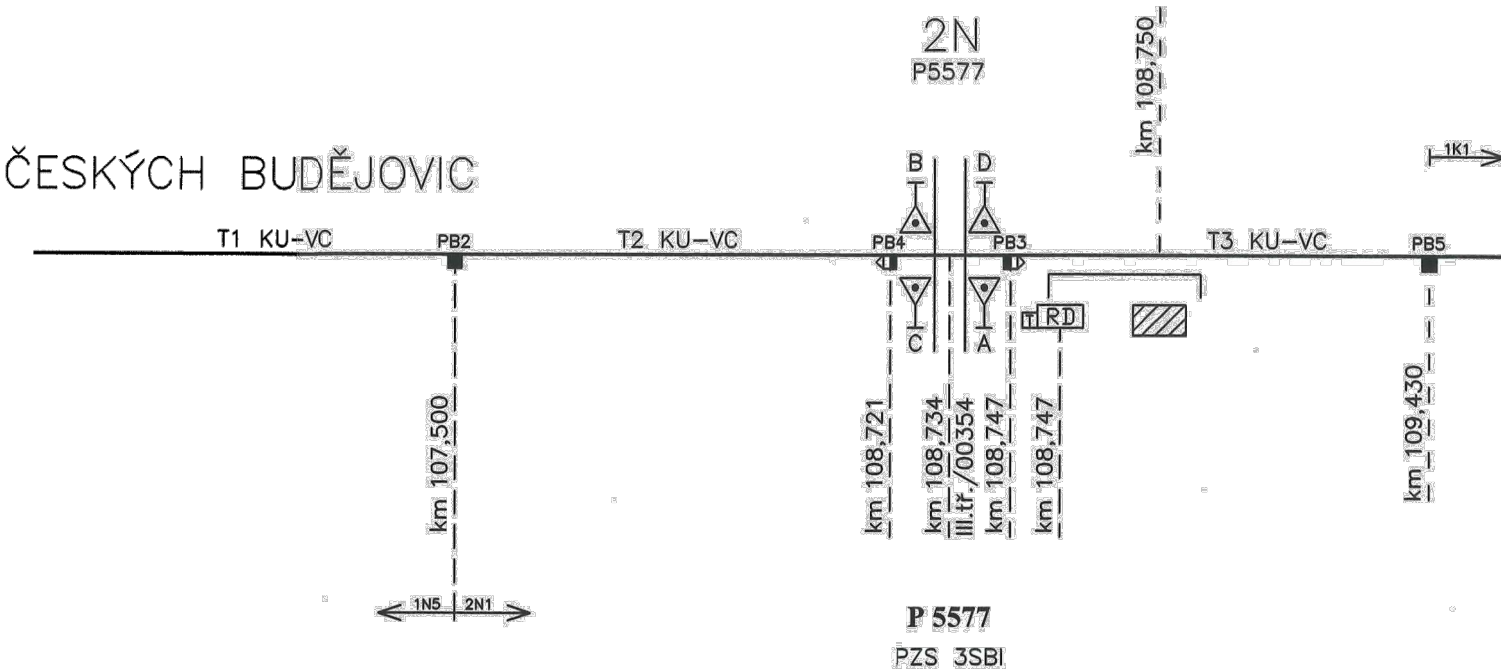 2N
P5577
km 108,750
ČESKÝCH BUDĚJOVIC
B D
1K1
T1 KU-VC PB2 T2 KU-VC PB4 PB3 T3 KU-VC PB5
T RD
C A
km 107,500
km 108,721
km 108,734
III.tř./00354
km 108,747
km 108,747
km 109,430
1N5 2N1
P 5577
PZS 3SBI